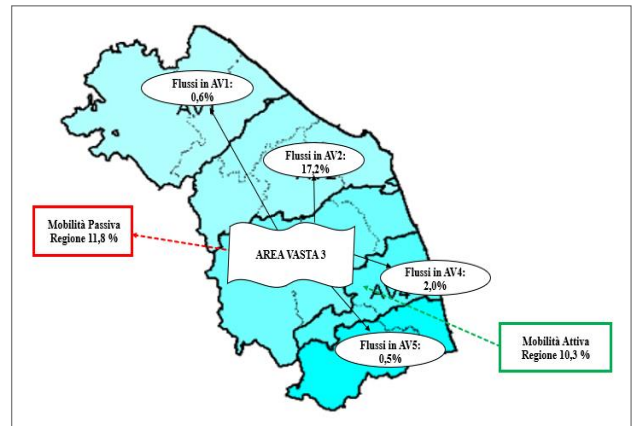 Flussi in AV1:
0,6%
Flussi in AV2:
17,2%
Mobilità Passiva
Regione 11,8 %
AREA VASTA 3
Flussi in AV4:
2,0%
AV4
Mobilità Attiva
Regione 10,3 %
Flussi in AV5:
0,5%